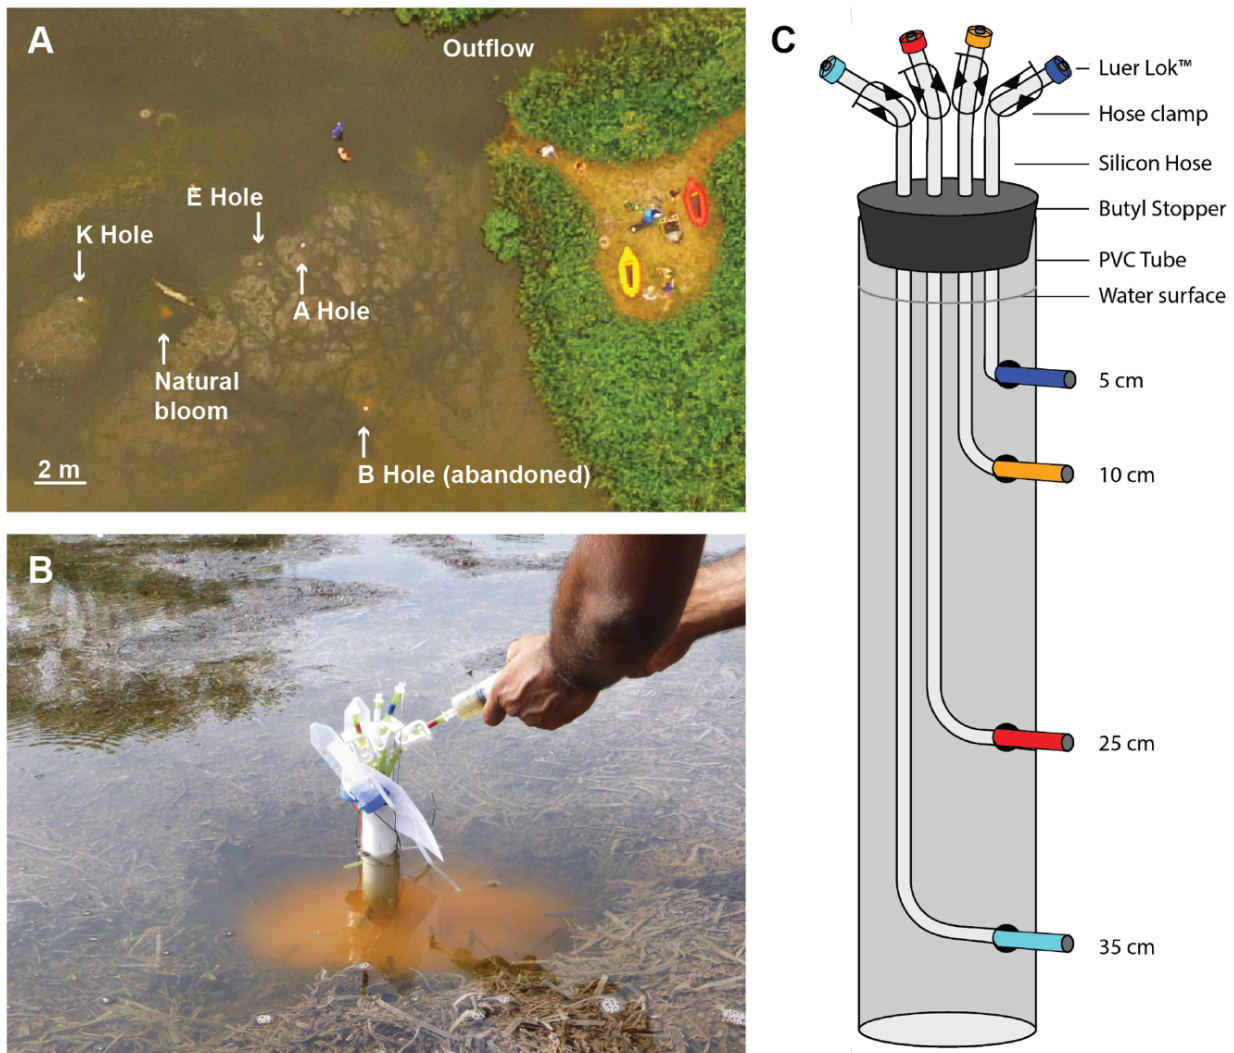 A
Outflow
E Hole
K Hole
A Hole
Natural
bloom
B Hole (abandoned)
2 m
B
C
Luer Lok™
Hose clamp
Silicon Hose
Butyl Stopper
PVC Tube
Water surface
5 cm
10 cm
25 cm
35 cm